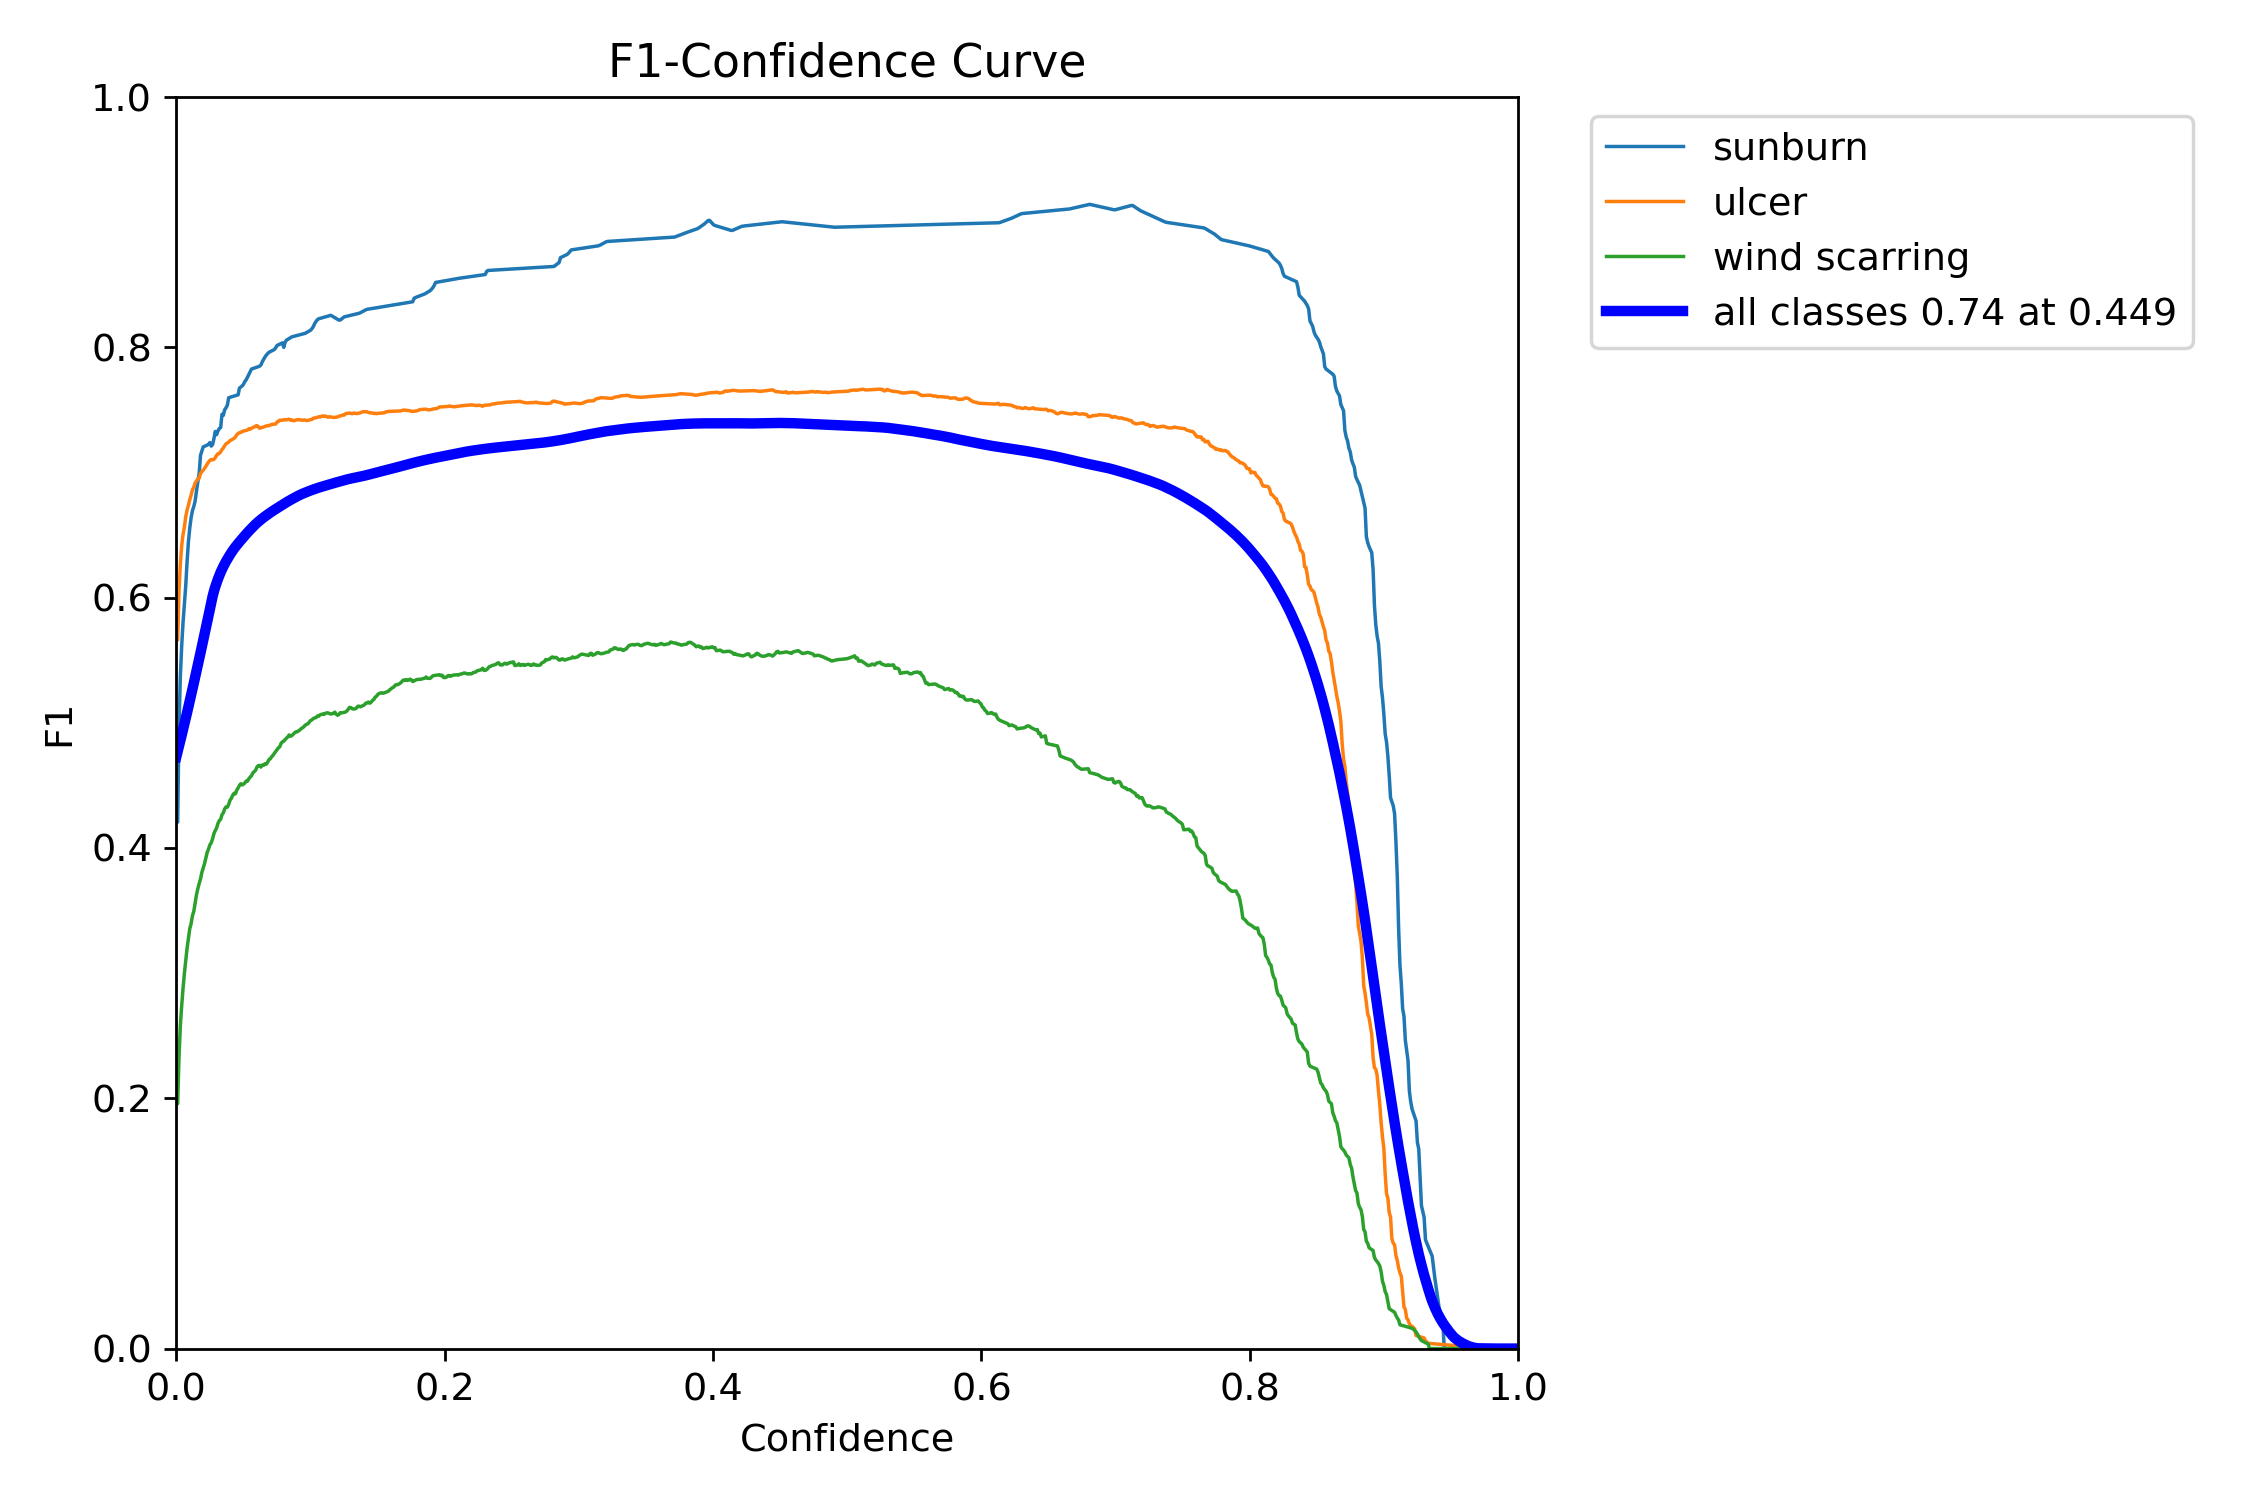 F1-Confidence Curve
1.0
0.8
0.6
0.4
0.2
0.0
F1
0.0 0.2 0.4 0.6 0.8 1.0
Confidence
sunburn
ulcer
wind scarring
all classes 0.74 at 0.449